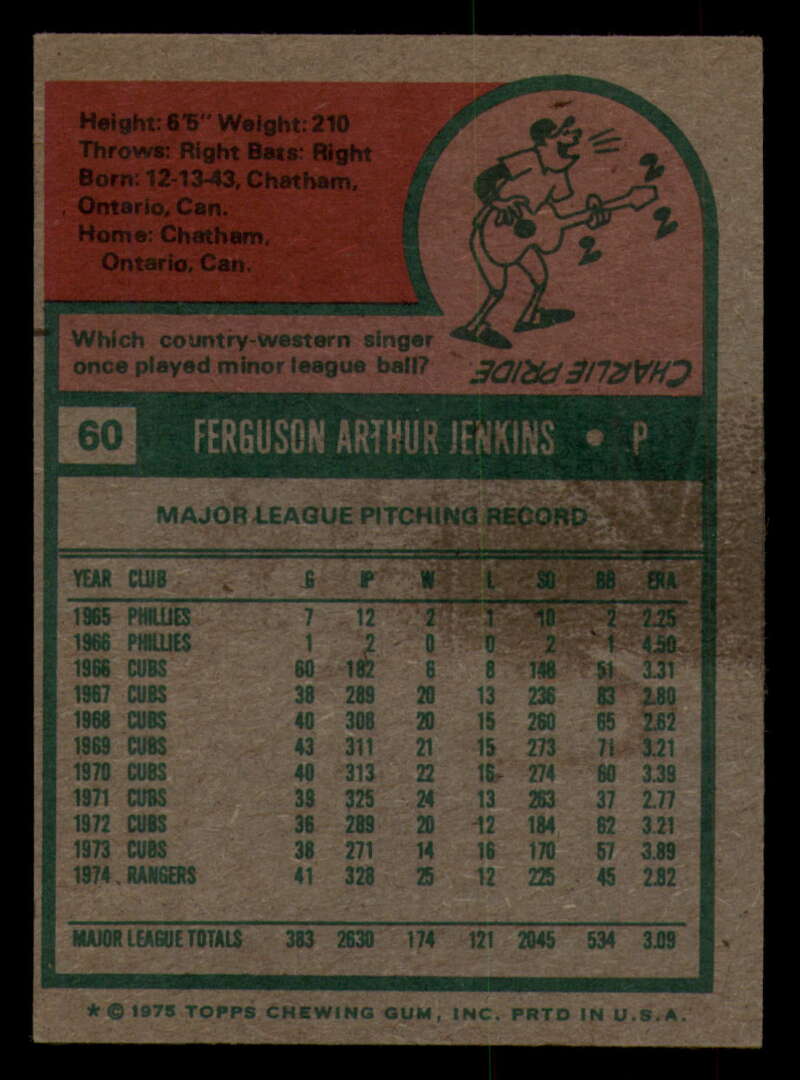 Height: 6'5" Weight: 210
Throws: Right Bats: Right
Born: 12-13-43, Chatham,
Ontario, Can.
Home: Chatham,
Ontario, Can.
Which country-western singer
once played minor league ball?
CHARLIE PRIDE
60 FERGUSON ARTHUR JENKINS • P
MAJOR LEAGUE PITCHING RECORD
YEAR CLUB G IP W L SO BB ERA
1965 PHILLIES 7 12 2 1 10 2 2.25
1966 PHILLIES 1 2 0 0 2 1 4.50
1966 CUBS 60 182 6 8 148 51 3.31
1967 CUBS 38 289 20 13 236 83 2.80
1968 CUBS 40 308 20 15 260 65 2.62
1969 CUBS 43 311 21 15 273 71 3.21
1970 CUBS 40 313 22 16 274 60 3.39
1971 CUBS 39 325 24 13 263 37 2.77
1972 CUBS 36 289 20 12 184 62 3.21
1973 CUBS 38 271 14 16 170 57 3.89
1974 RANGERS 41 328 25 12 225 45 2.82
MAJOR LEAGUE TOTALS 383 2630 174 121 2045 534 3.09
* © 1975 TOPPS CHEWING GUM, INC. PRTD IN U.S.A.